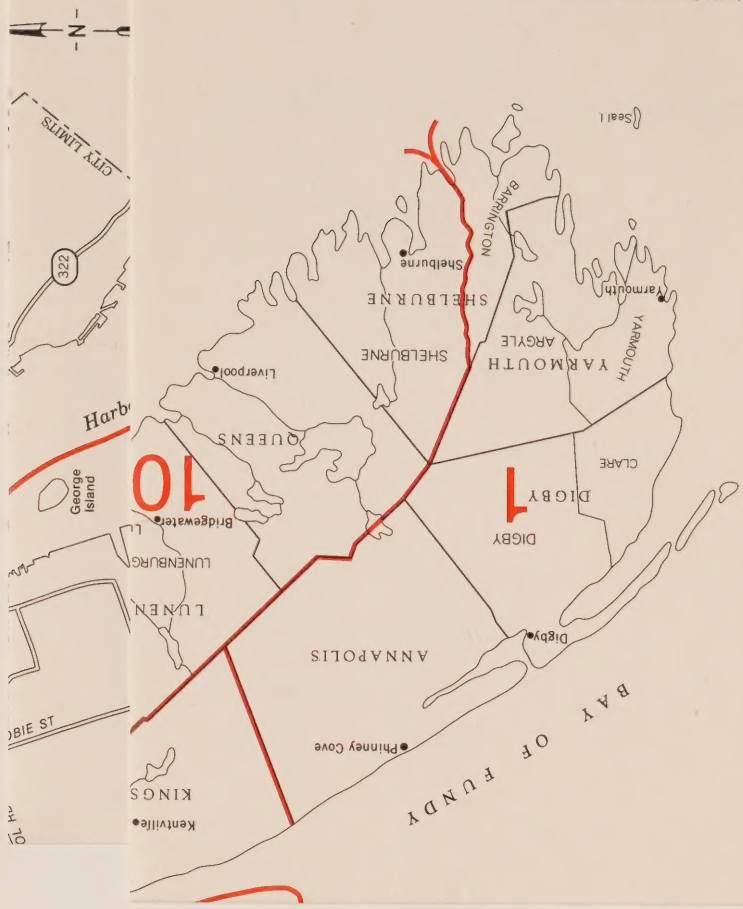 BAY OF FUNDY
Kentville
KINGS
Phinney Cove
ANNAPOLIS
Digby
LUNEN
LUNENBURG
Bridgewater
DIGBY
DIGBY
1
10
CLARE
QUEENS
Liverpool
YARMOUTH
YARMOUTH
ARGYLE
SHELBURNE
SHELBURNE
Shelburne
Yarmouth
BARRINGTON
Seal I
N
CITY LIMITS
322
Harb
George
Island
OBIE ST